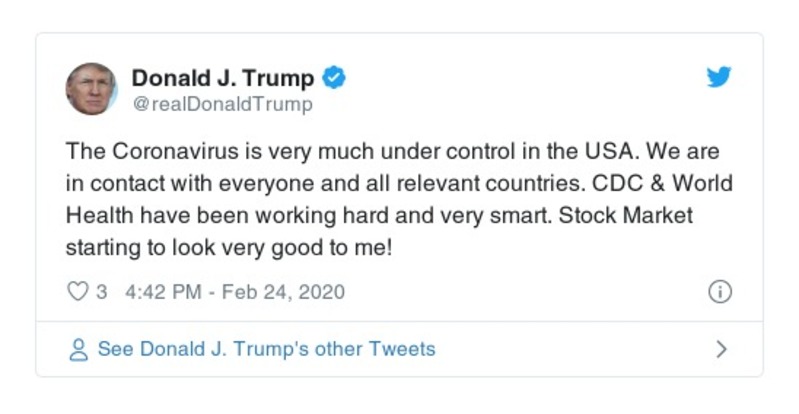 Donald J. Trump
@realDonaldTrump
The Coronavirus is very much under control in the USA. We are
in contact with everyone and all relevant countries. CDC & World
Health have been working hard and very smart. Stock Market
starting to look very good to me!
3 4:42 PM - Feb 24, 2020
See Donald J. Trump's other Tweets